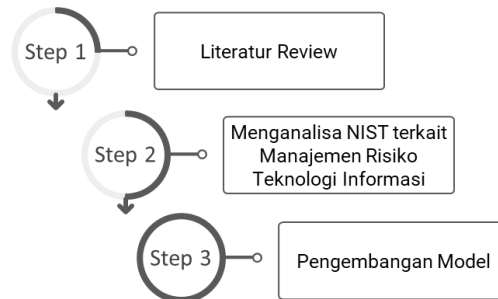 Step 1
Literatur Review
Step 2
Menganalisa NIST terkait
Manajemen Risiko
Teknologi Informasi
Step 3
Pengembangan Model